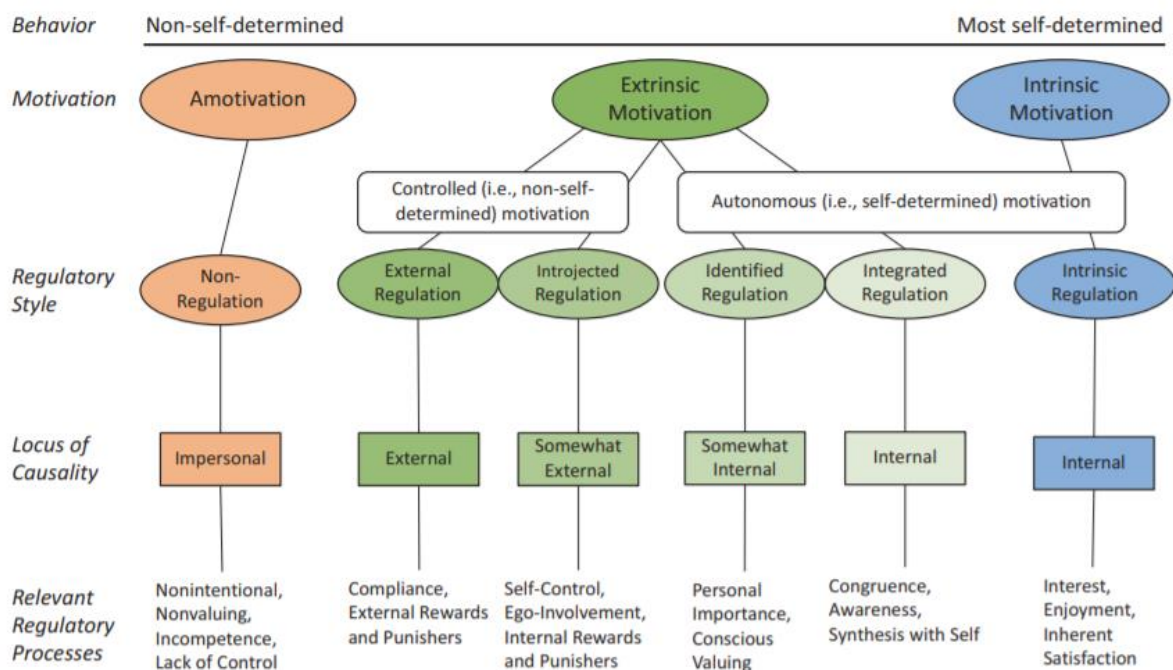 Behavior
Non-self-determined
Most self-determined
Motivation
Amotivation
Extrinsic
Motivation
Intrinsic
Motivation
Controlled (i.e., non-self-
determined) motivation
Autonomous (i.e., self-determined) motivation
Regulatory
Style
Non-
Regulation
External
Regulation
Introjected
Regulation
Identified
Regulation
Integrated
Regulation
Intrinsic
Regulation
Locus of
Causality
Impersonal
External
Somewhat
External
Somewhat
Internal
Internal
Internal
Relevant
Regulatory
Processes
Nonintentional,
Nonvaluing,
Incompetence,
Lack of Control
Compliance,
External Rewards
and Punishers
Self-Control,
Ego-Involvement,
Internal Rewards
and Punishers
Personal
Importance,
Conscious
Valuing
Congruence,
Awareness,
Synthesis with Self
Interest,
Enjoyment,
Inherent
Satisfaction